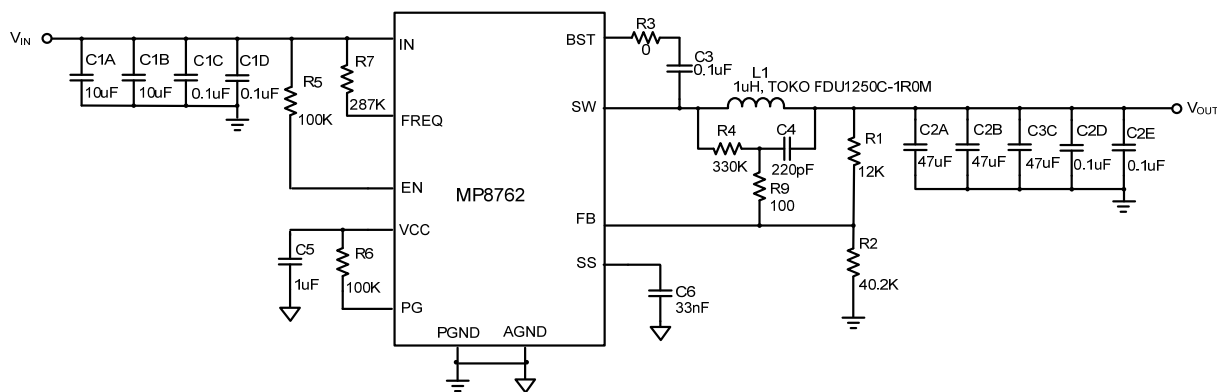 VIN
C1A
10uF
C1B
10uF
C1C
0.1uF
C1D
0.1uF
R5
100K
R7
287K
IN
FREQ
EN
VCC
PG
C5
1uF
R6
100K
MP8762
PGND
AGND
BST
SW
FB
SS
R3
0
C3
0.1uF
L1
1uH, TOKO FDU1250C-1R0M
R4
330K
C4
220pF
R9
100
R1
12K
R2
40.2K
C6
33nF
C2A
47uF
C2B
47uF
C3C
47uF
C2D
0.1uF
C2E
0.1uF
VOUT